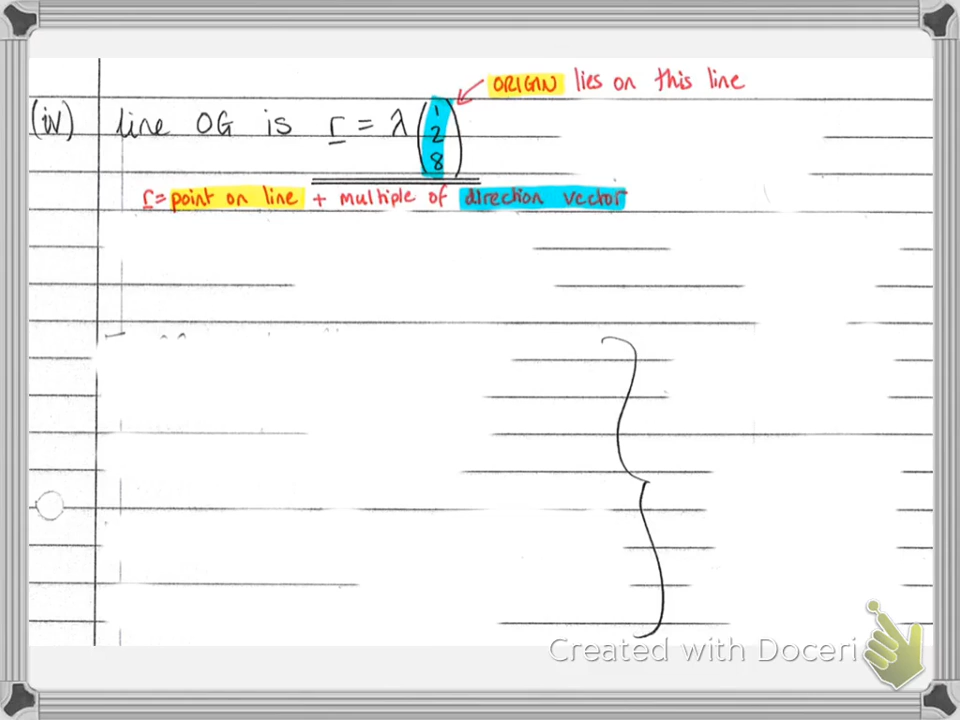 ORIGIN lies on this line
(iv) line OG is r = λ (1 2 8)
r = point on line + multiple of direction vector
Created with Doceri